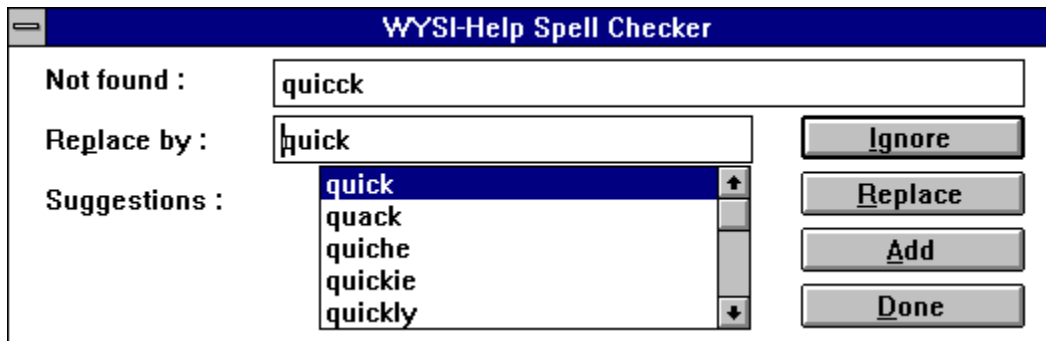 WYSI-Help Spell Checker
Not found : quicck
Replace by : quick Ignore
Suggestions : quick Replace
quack
quiche Add
quickie
quickly Done